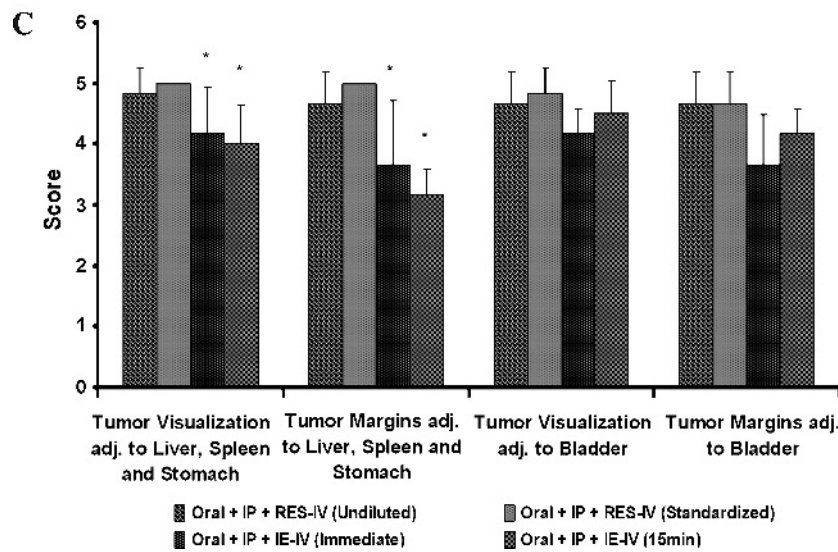 C
6
5
4
3
2
1
0
Score
* *
* *
Tumor Visualization
adj. to Liver, Spleen
and Stomach
Tumor Margins adj.
to Liver, Spleen and
Stomach
Tumor Visualization
adj. to Bladder
Tumor Margins adj.
to Bladder
Oral + IP + RES-IV (Undiluted)
Oral + IP + RES-IV (Standardized)
Oral + IP + IE-IV (Immediate)
Oral + IP + IE-IV (15min)